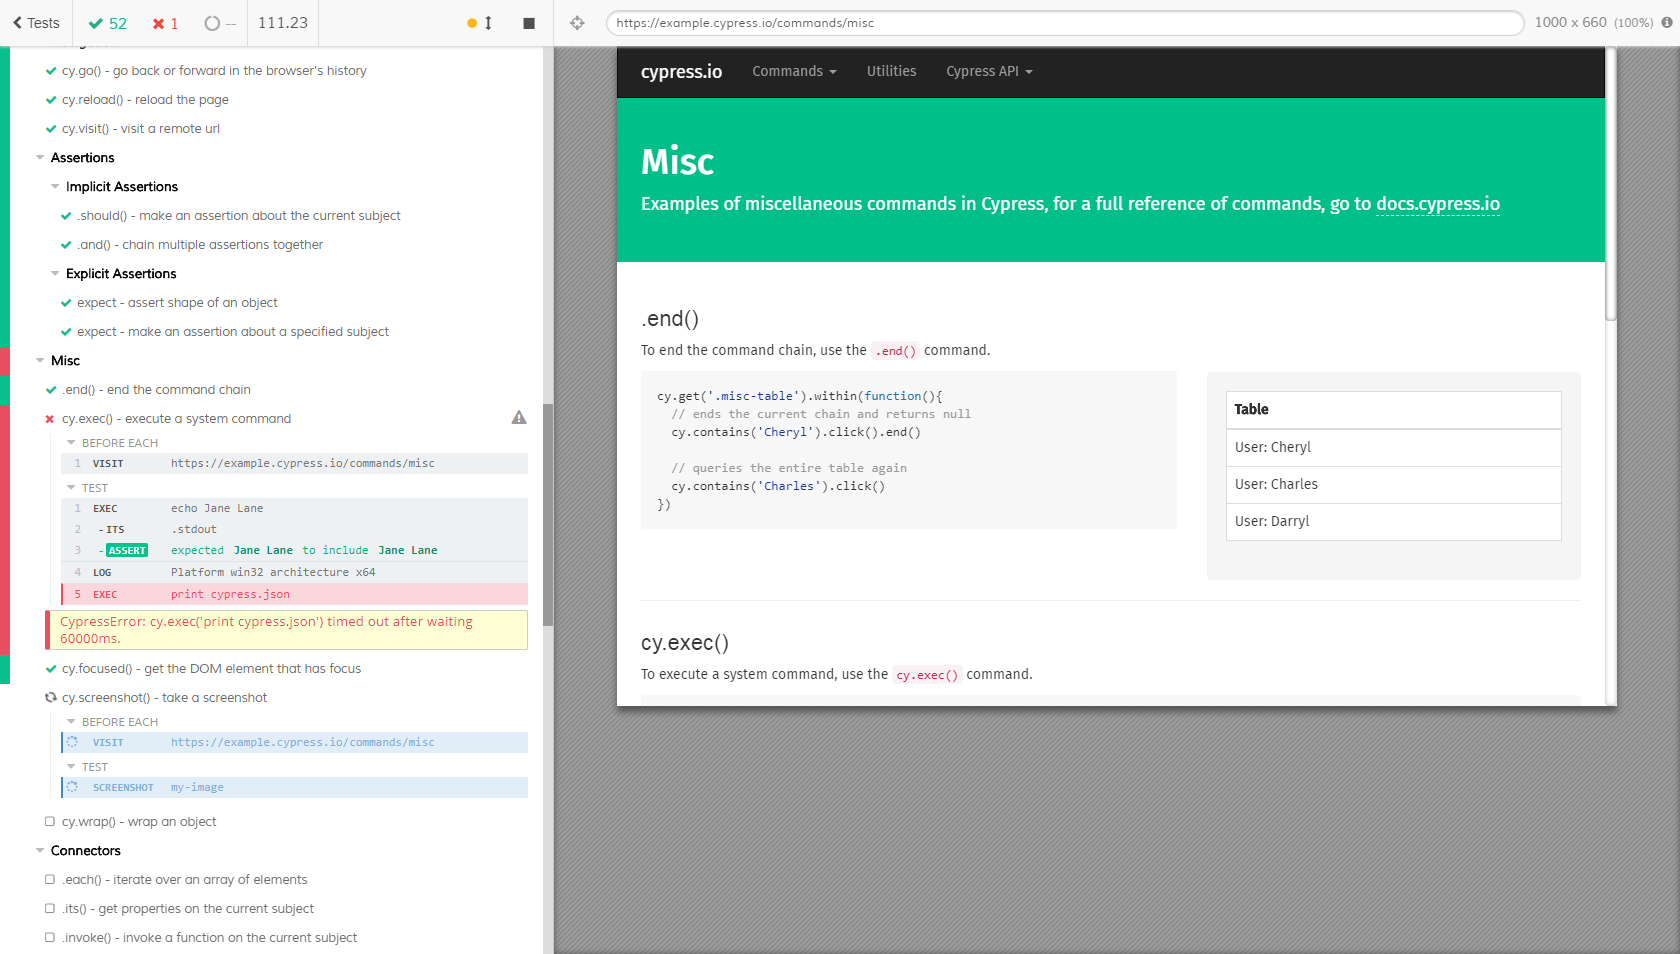 Tests 52 1 -- 111.23
cy.go() - go back or forward in the browser's history
cy.reload() - reload the page
cy.visit() - visit a remote url
Assertions
Implicit Assertions
.should() - make an assertion about the current subject
.and() - chain multiple assertions together
Explicit Assertions
expect - assert shape of an object
expect - make an assertion about a specified subject
Misc
.end() - end the command chain
cy.exec() - execute a system command
BEFORE EACH
1 VISIT https://example.cypress.io/commands/misc
TEST
1 EXEC echo Jane Lane
2 - ITS .stdout
3 - ASSERT expected Jane Lane to include Jane Lane
4 LOG Platform win32 architecture x64
5 EXEC print cypress.json
CypressError: cy.exec('print cypress.json') timed out after waiting
60000ms.
cy.focused() - get the DOM element that has focus
cy.screenshot() - take a screenshot
BEFORE EACH
VISIT https://example.cypress.io/commands/misc
TEST
SCREENSHOT my-image
cy.wrap() - wrap an object
Connectors
.each() - iterate over an array of elements
.its() - get properties on the current subject
.invoke() - invoke a function on the current subject
https://example.cypress.io/commands/misc 1000 x 660 (100%)
cypress.io Commands Utilities Cypress API
Misc
Examples of miscellaneous commands in Cypress, for a full reference of commands, go to docs.cypress.io
.end()
To end the command chain, use the .end() command.
cy.get('.misc-table').within(function(){
// ends the current chain and returns null
cy.contains('Cheryl').click().end()
// queries the entire table again
cy.contains('Charles').click()
})
Table
User: Cheryl
User: Charles
User: Darryl
cy.exec()
To execute a system command, use the cy.exec() command.